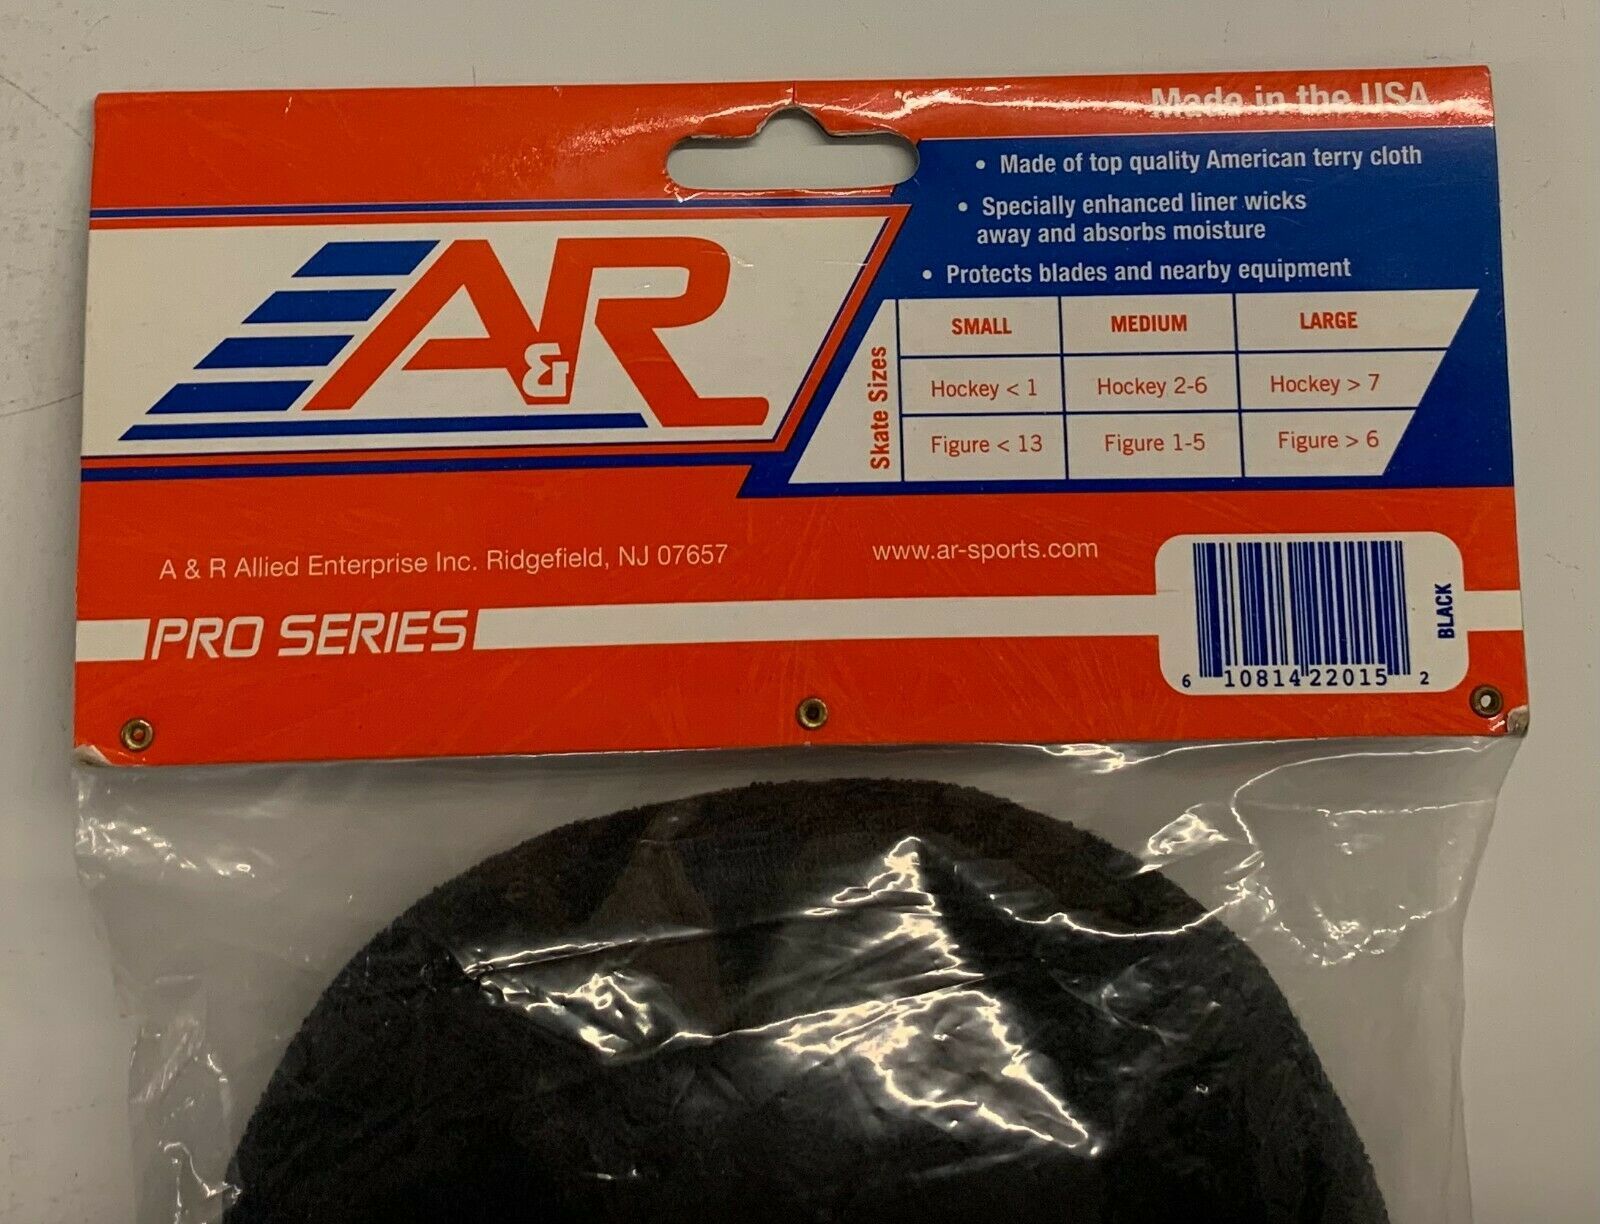 Made in the USA
• Made of top quality American terry cloth
• Specially enhanced liner wicks
away and absorbs moisture
• Protects blades and nearby equipment
A&R
Skate Sizes
SMALL MEDIUM LARGE
Hockey < 1 Hockey 2-6 Hockey > 7
Figure < 13 Figure 1-5 Figure > 6
A & R Allied Enterprise Inc. Ridgefield, NJ 07657
www.ar-sports.com
PRO SERIES
BLACK
6 10814 22015 2